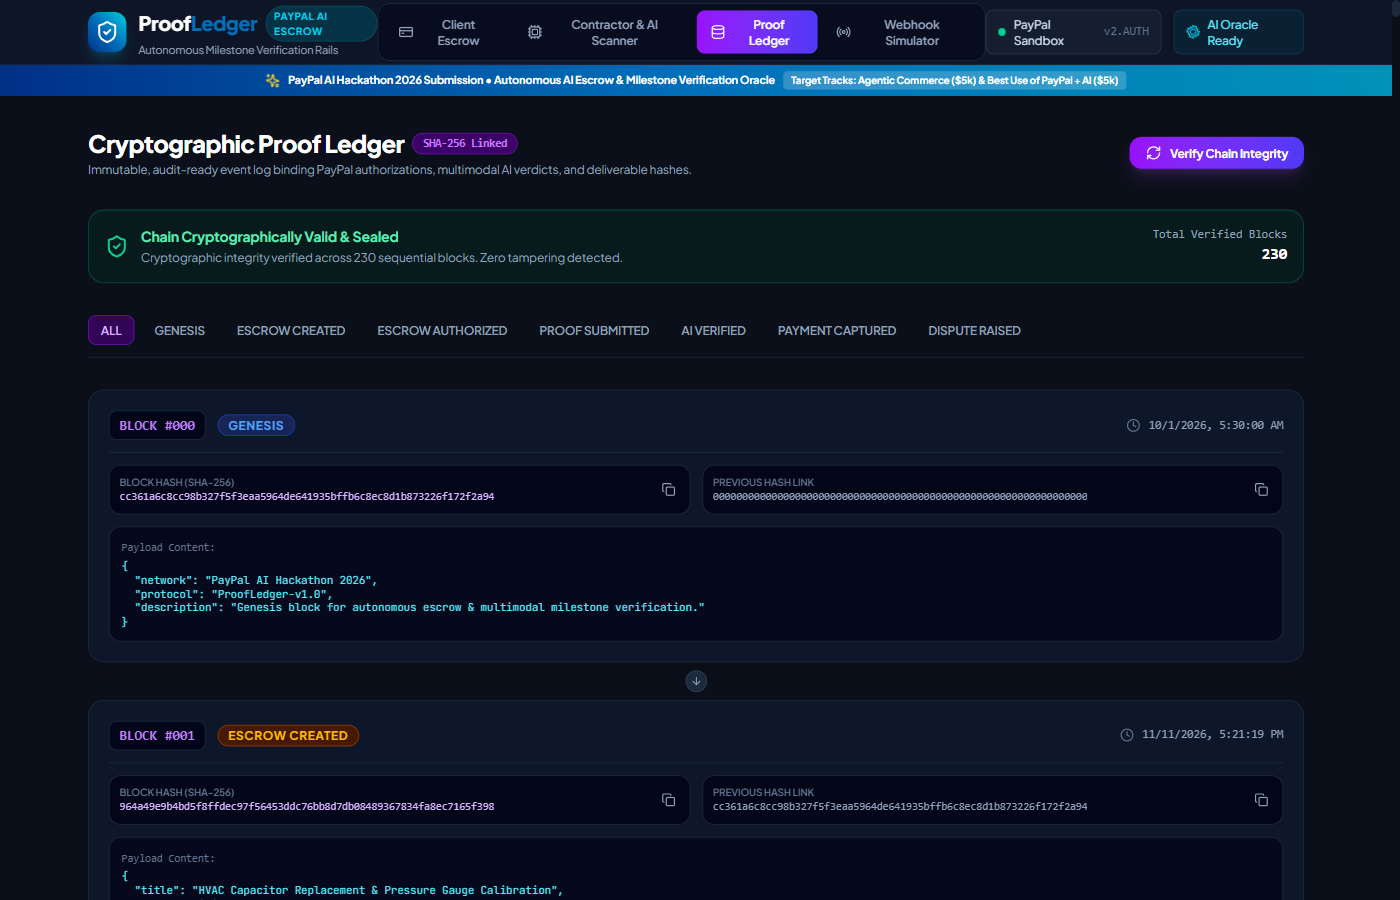 ProofLedger
PAYPAL AI
ESCROW
Autonomous Milestone Verification Rails
Client
Escrow
Contractor & AI
Scanner
Proof
Ledger
Webhook
Simulator
PayPal
Sandbox
v2.AUTH
AI Oracle
Ready
PayPal AI Hackathon 2026 Submission • Autonomous AI Escrow & Milestone Verification Oracle
Target Tracks: Agentic Commerce ($5k) & Best Use of PayPal + AI ($5k)
Cryptographic Proof Ledger
SHA-256 Linked
Immutable, audit-ready event log binding PayPal authorizations, multimodal AI verdicts, and deliverable hashes.
Verify Chain Integrity
Chain Cryptographically Valid & Sealed
Cryptographic integrity verified across 230 sequential blocks. Zero tampering detected.
Total Verified Blocks
230
ALL
GENESIS
ESCROW CREATED
ESCROW AUTHORIZED
PROOF SUBMITTED
AI VERIFIED
PAYMENT CAPTURED
DISPUTE RAISED
BLOCK #000
GENESIS
10/1/2026, 5:30:00 AM
BLOCK HASH (SHA-256)
cc361a6c8cc98b327f5f3eaa5964de641935bffb6c8ec8d1b873226f172f2a94
PREVIOUS HASH LINK
0000000000000000000000000000000000000000000000000000000000000000
Payload Content:
{
"network": "PayPal AI Hackathon 2026",
"protocol": "ProofLedger-v1.0",
"description": "Genesis block for autonomous escrow & multimodal milestone verification."
}
BLOCK #001
ESCROW CREATED
11/11/2026, 5:21:19 PM
BLOCK HASH (SHA-256)
964a49e9b4bd5f8ffdec97f56453ddc76bb8d7db08489367834fa8ec7165f398
PREVIOUS HASH LINK
cc361a6c8cc98b327f5f3eaa5964de641935bffb6c8ec8d1b873226f172f2a94
Payload Content:
{
"title": "HVAC Capacitor Replacement & Pressure Gauge Calibration",